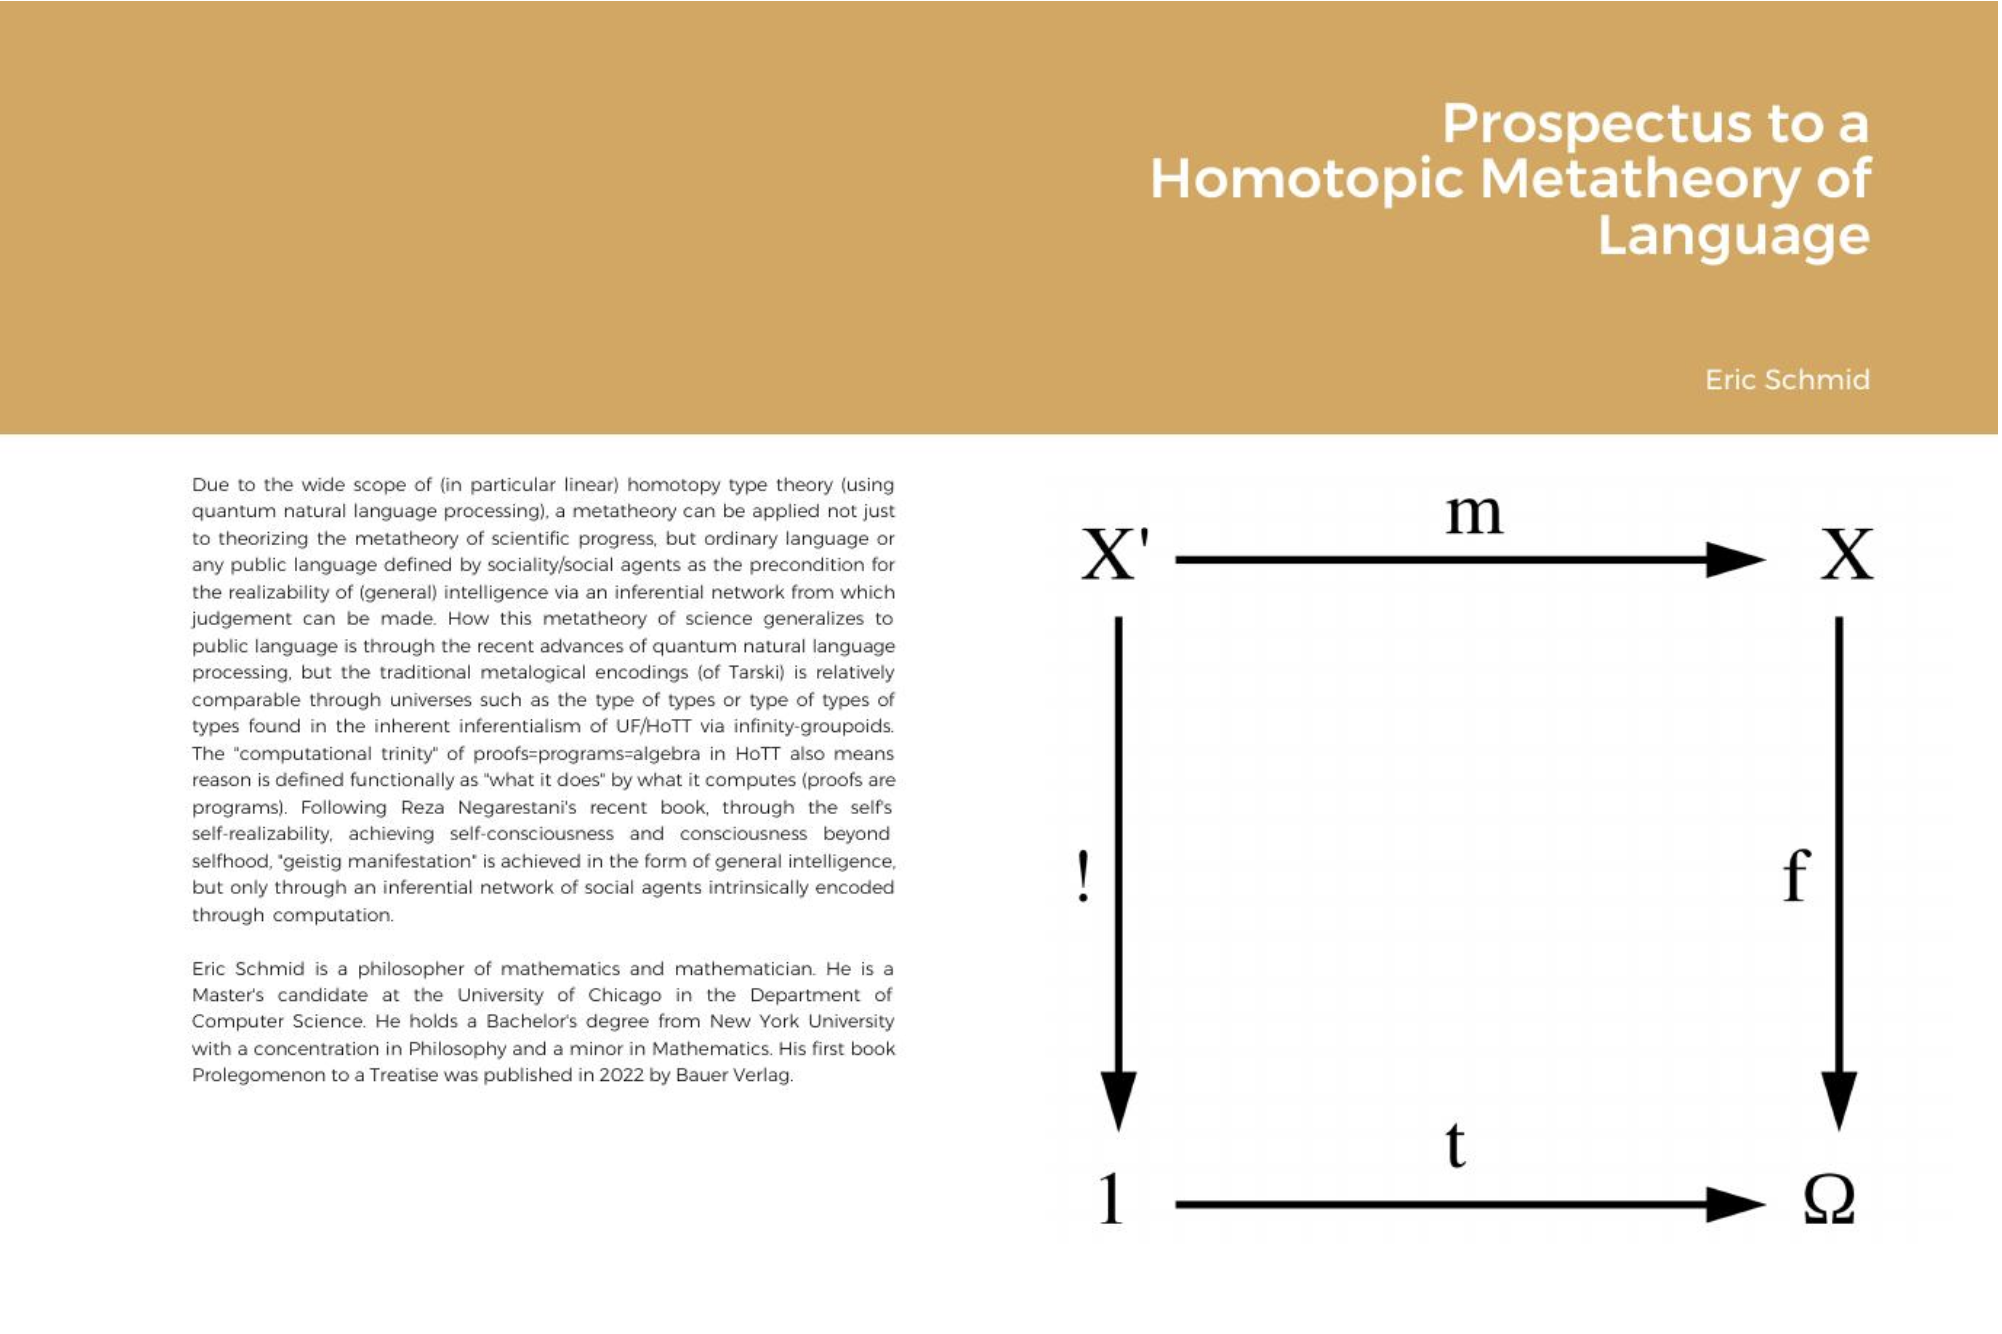 Prospectus to a
Homotopic Metatheory of
Language
Eric Schmid
Due to the wide scope of (in particular linear) homotopy type theory (using
quantum natural language processing), a metatheory can be applied not just
to theorizing the metatheory of scientific progress, but ordinary language or
any public language defined by sociality/social agents as the precondition for
the realizability of (general) intelligence via an inferential network from which
judgement can be made. How this metatheory of science generalizes to
public language is through the recent advances of quantum natural language
processing, but the traditional metalogical encodings (of Tarski) is relatively
comparable through universes such as the type of types or type of types of
types found in the inherent inferentialism of UF/HoTT via infinity-groupoids.
The "computational trinity" of proofs=programs=algebra in HoTT also means
reason is defined functionally as "what it does" by what it computes (proofs are
programs). Following Reza Negarestani's recent book, through the self's
self-realizability, achieving self-consciousness and consciousness beyond
selfhood, "geistig manifestation" is achieved in the form of general intelligence,
but only through an inferential network of social agents intrinsically encoded
through computation.
Eric Schmid is a philosopher of mathematics and mathematician. He is a
Master's candidate at the University of Chicago in the Department of
Computer Science. He holds a Bachelor's degree from New York University
with a concentration in Philosophy and a minor in Mathematics. His first book
Prolegomenon to a Treatise was published in 2022 by Bauer Verlag.
m
X' X
! f
t
1 Ω